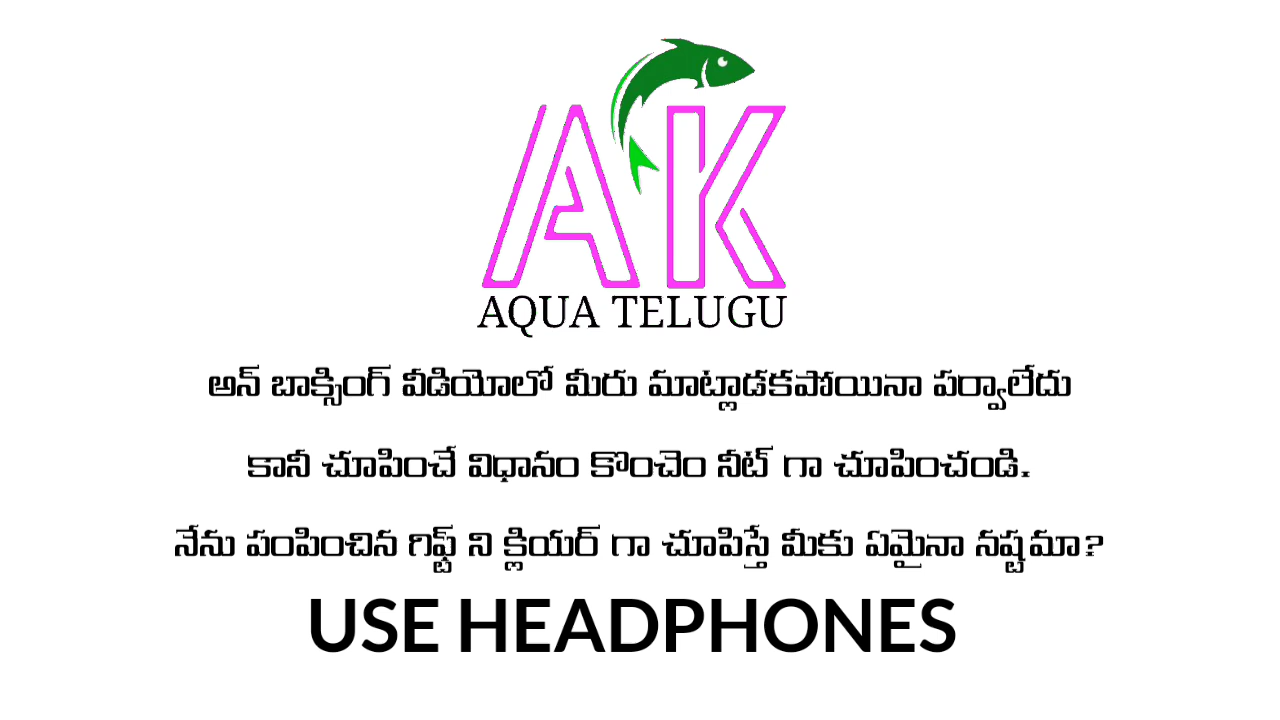 AK
AQUA TELUGU
అన్ బాక్సింగ్ వీడియోలో మీరు మాట్లాడకపోయినా పర్వాలేదు
కానీ చూపించే విధానం కొంచెం నీట్ గా చూపించండి.
నేను పంపించిన గిఫ్ట్ ని క్లియర్ గా చూపిస్తే మీకు ఏమైనా నష్టమా?
USE HEADPHONES